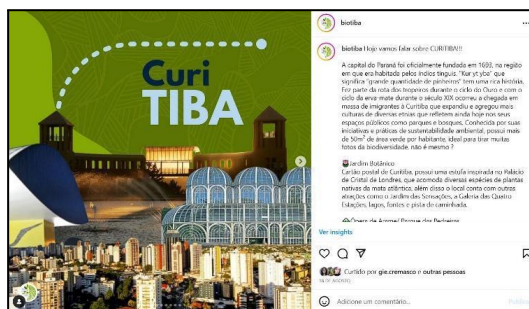 biotiba
Curi
TIBA
biotiba Hoje vamos falar sobre CURITIBA!!!
A capital do Paraná foi oficialmente fundada em 1693, na região
em que era habitada pelos índios tinguis. "Kur yt yba" que
significa "grande quantidade de pinheiros" tem uma rica história.
Fez parte da rota dos tropeiros durante o ciclo do Ouro e com o
ciclo da erva mate durante o século XIX ocorreu a chegada em
massa de imigrantes à Curitiba que expandiu e agregou mais
culturas de diversas etnias que refletem ainda hoje nos seus
espaços públicos como parques e bosques. Conhecida por suas
iniciativas e práticas de sustentabilidade ambiental, possui mais
de 50m² de área verde por habitante, ideal para tirar muitas
fotos da biodiversidade, não é mesmo ?
Jardim Botânico
Cartão postal de Curitiba, possui uma estufa inspirada no Palácio
de Cristal de Londres, que acomoda diversas espécies de plantas
nativas da mata atlântica, além disso o local conta com outras
atrações como o Jardim das Sensações, a Galeria das Quatro
Estações, lagos, fontes e pista de caminhada.
Ver insights
Curtido por gie.cremasco e outras pessoas
Adicione um comentário...
Publicar